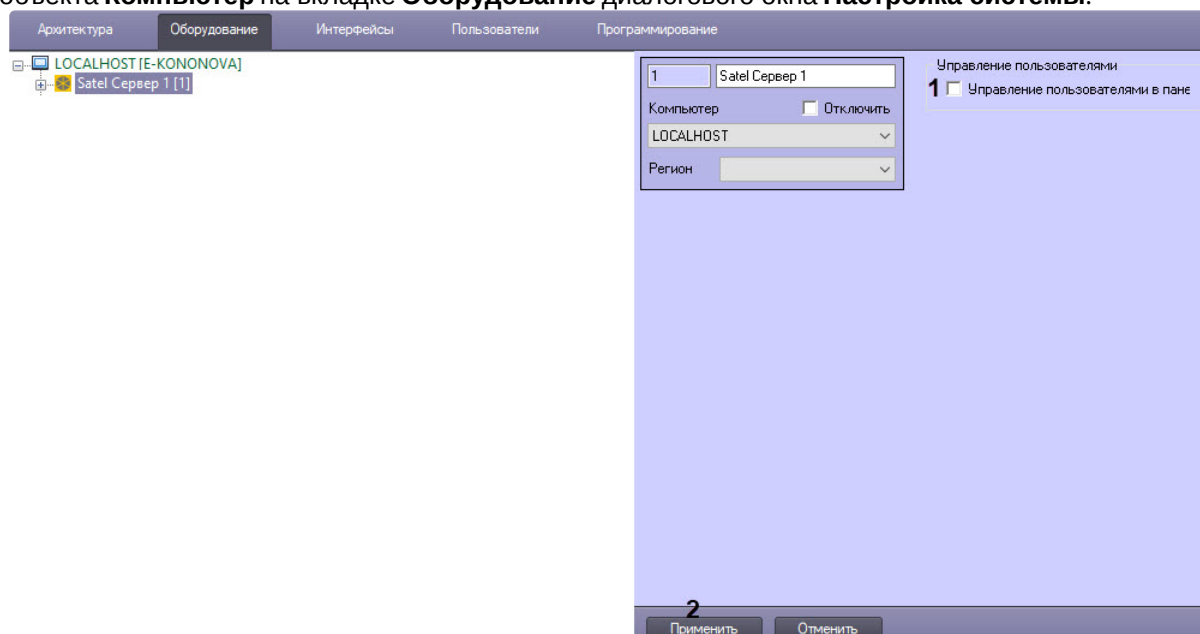 объекта Компьютер на вкладке Оборудование диалогового окна Настройка системы.
Архитектура Оборудование Интерфейсы Пользователи Программирование
LOCALHOST [E-KONONOVA]
Satel Сервер 1 [1]
1 Satel Сервер 1
Компьютер Отключить
LOCALHOST
Регион
Управление пользователями
1 Управление пользователями в пане
2
Применить Отменить